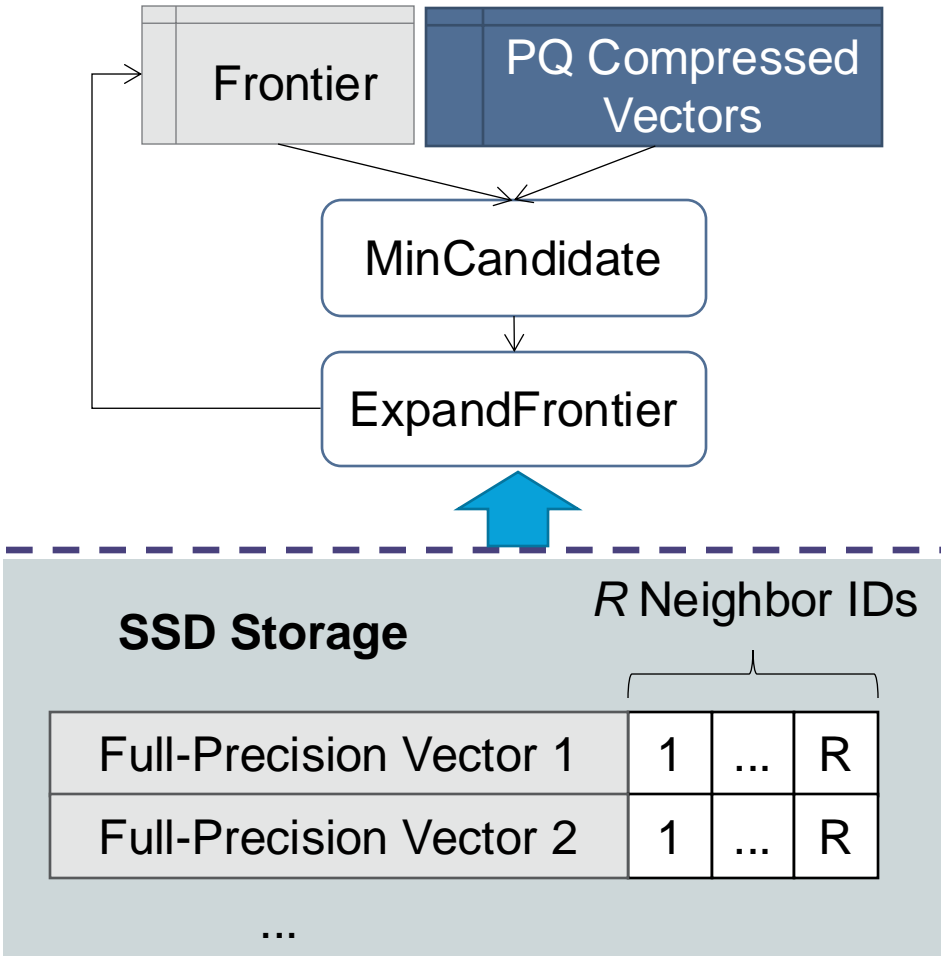 Frontier
PQ Compressed
Vectors
MinCandidate
ExpandFrontier
R Neighbor IDs
SSD Storage
Full-Precision Vector 1 1 ... R
Full-Precision Vector 2 1 ... R
...